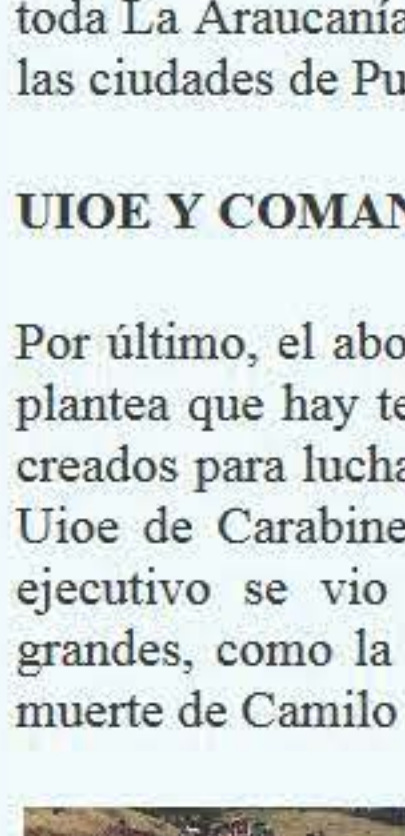 toda La Araucanía
las ciudades de Pu
UIOE Y COMAN
Por último, el abo
plantea que hay te
creados para lucha
Uioe de Carabine
ejecutivo se vio
grandes, como la
muerte de Camilo